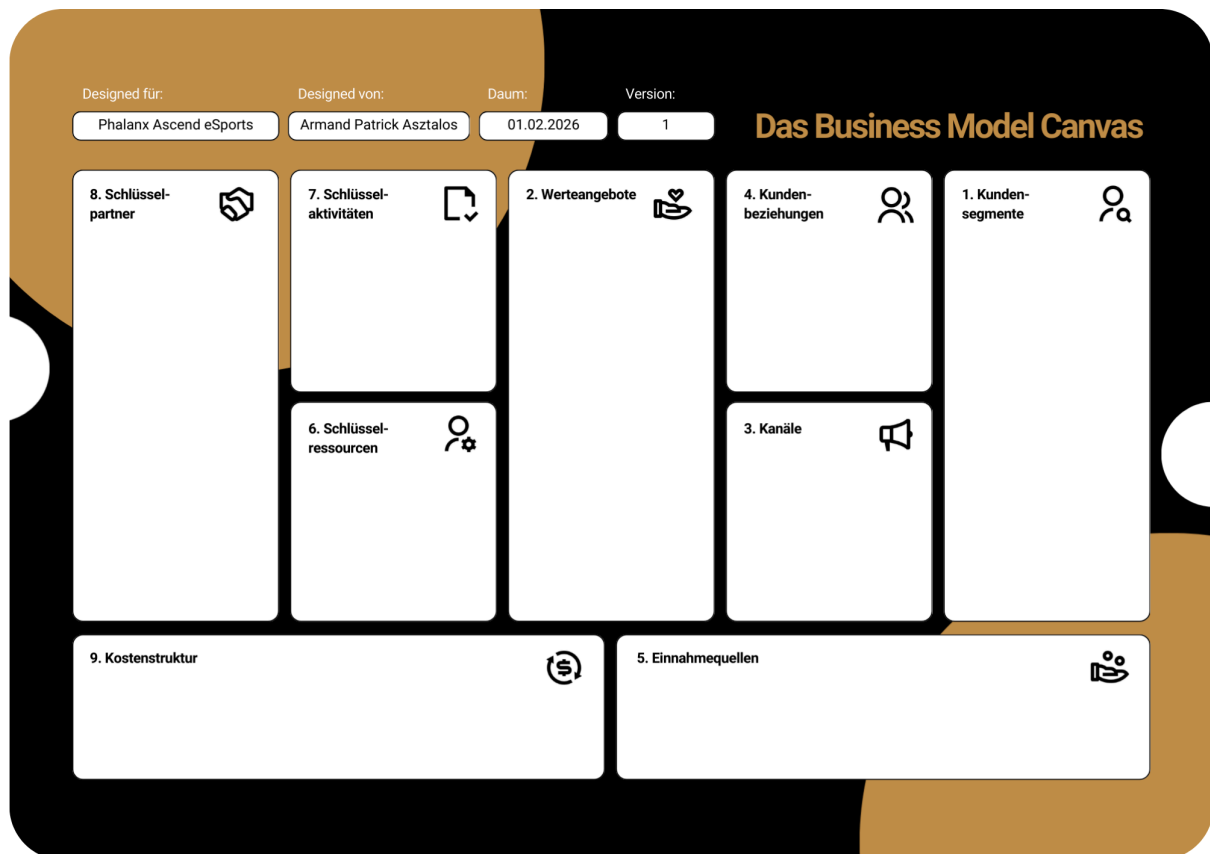 Designed für:
Designed von:
Daum:
Version:
Phalanx Ascend eSports
Armand Patrick Asztalos
01.02.2026
1
Das Business Model Canvas
8. Schlüssel-
partner
7. Schlüssel-
aktivitäten
2. Werteangebote
4. Kunden-
beziehungen
1. Kunden-
segmente
6. Schlüssel-
ressourcen
3. Kanäle
9. Kostenstruktur
5. Einnahmequellen